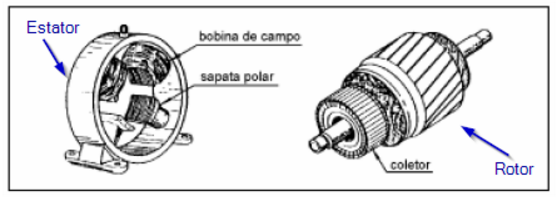 Estator
bobina de campo
sapata polar
coletor
Rotor